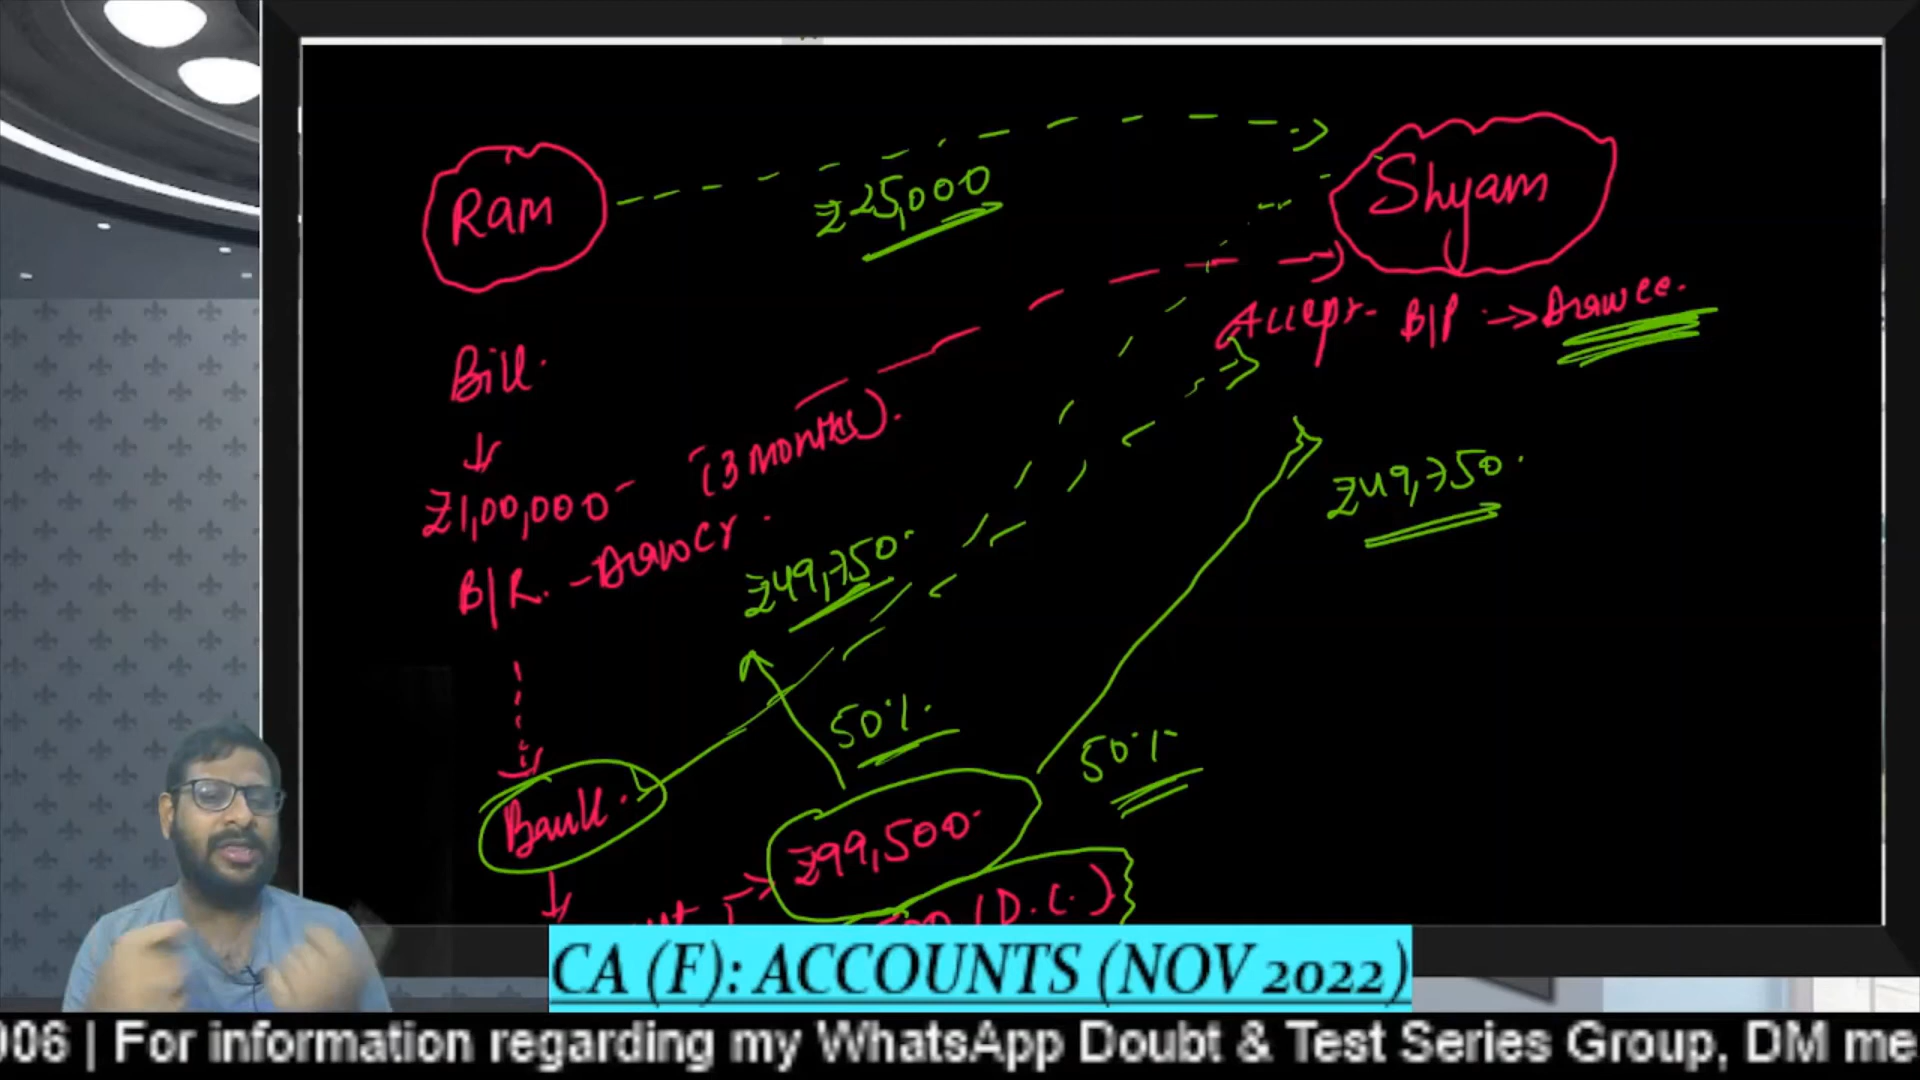 Ram
₹25,000
Shyam
Accept- B/P → Drawee.
Bill.
(3 months).
₹1,00,000
B/R. - Drawer.
₹49,750.
₹49,750.
50%.
50%
Bank.
₹99,500.
(D.C.)
CA (F): ACCOUNTS (NOV 2022)
006 | For information regarding my WhatsApp Doubt & Test Series Group, DM me